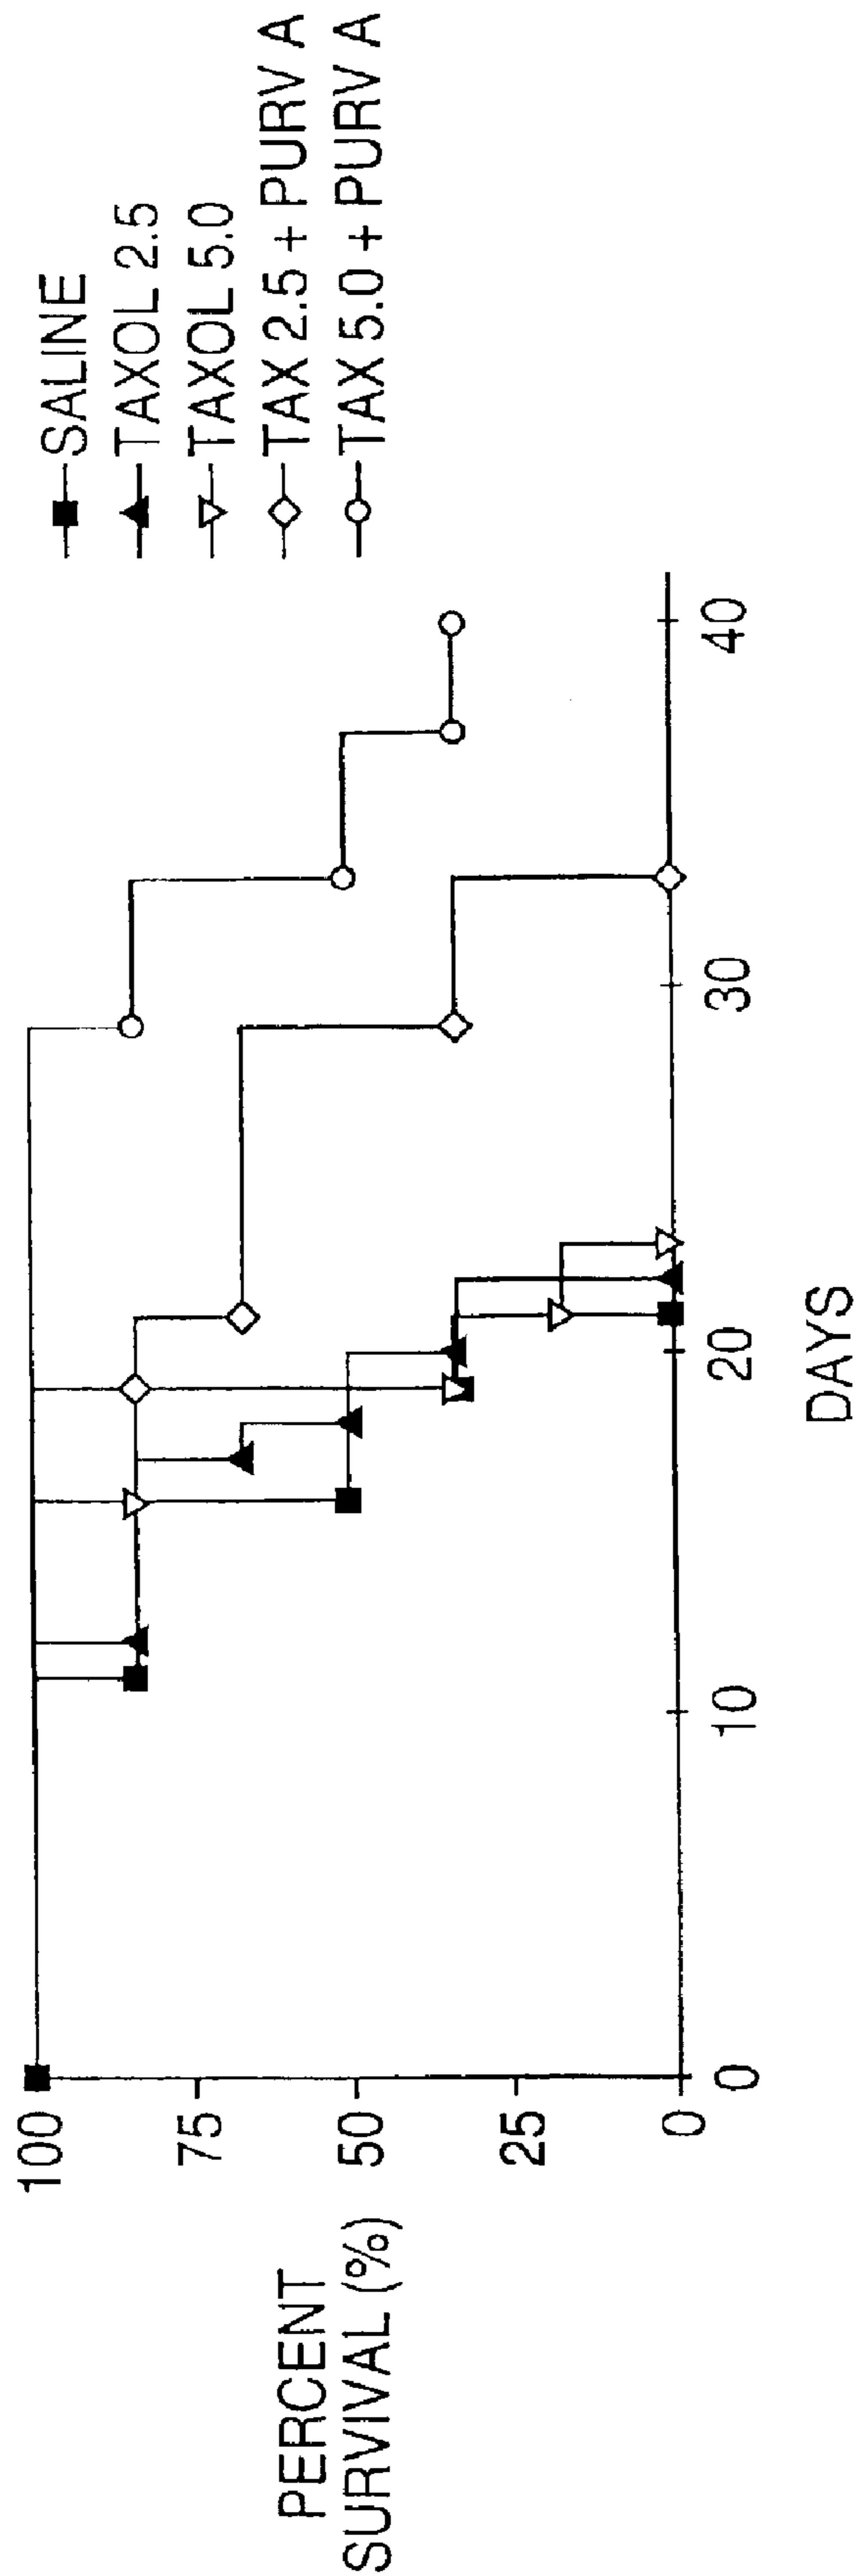 PERCENT
SURVIVAL (%)
100
75
50
25
0
0
10
20
30
40
DAYS
SALINE
TAXOL 2.5
TAXOL 5.0
TAX 2.5 + PURV A
TAX 5.0 + PURV A